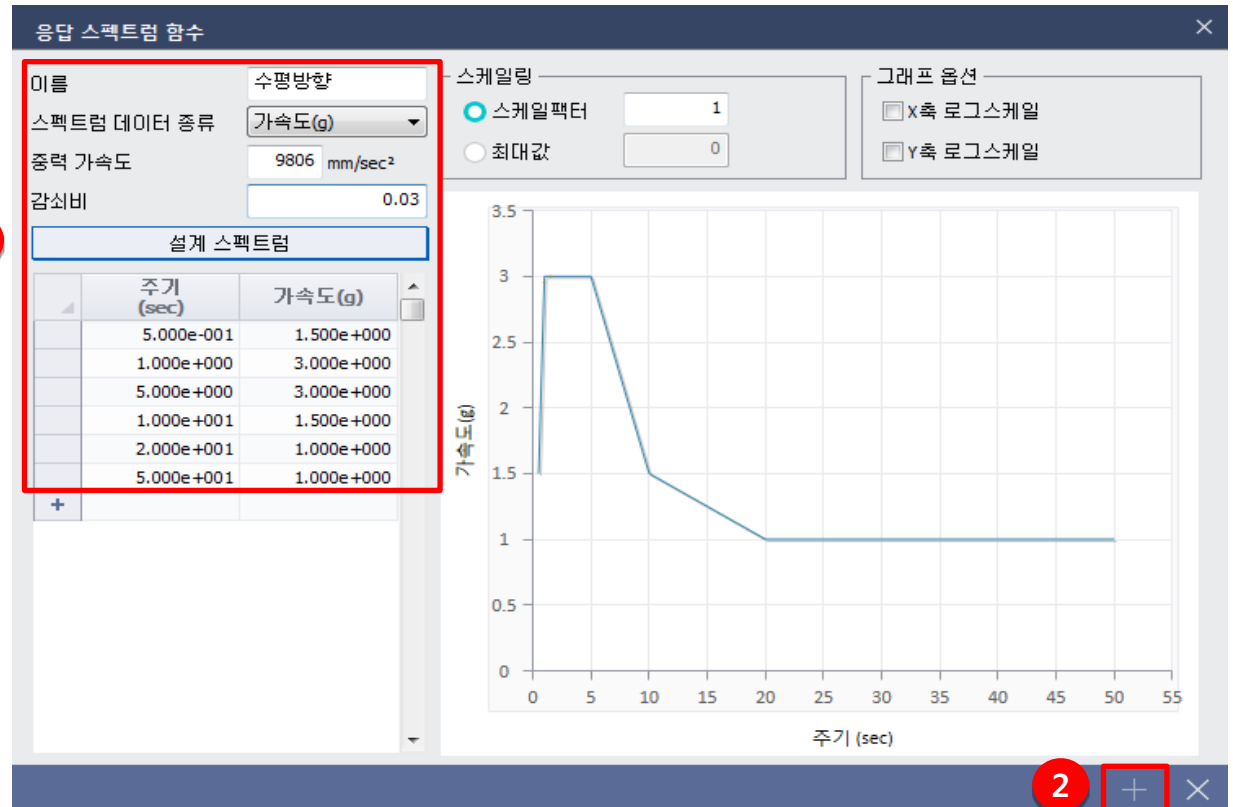 응답 스펙트럼 함수
이름 수평방향
스펙트럼 데이터 종류 가속도(g)
중력 가속도 9806 mm/sec²
감쇠비 0.03
설계 스펙트럼
주기 (sec) 가속도(g)
5.000e-001 1.500e+000
1.000e+000 3.000e+000
5.000e+000 3.000e+000
1.000e+001 1.500e+000
2.000e+001 1.000e+000
5.000e+001 1.000e+000
스케일링
스케일팩터 1
최대값 0
그래프 옵션
X축 로그스케일
Y축 로그스케일
3.5
3
2.5
2
1.5
1
0.5
0
가속도(g)
0 5 10 15 20 25 30 35 40 45 50 55
주기 (sec)
2